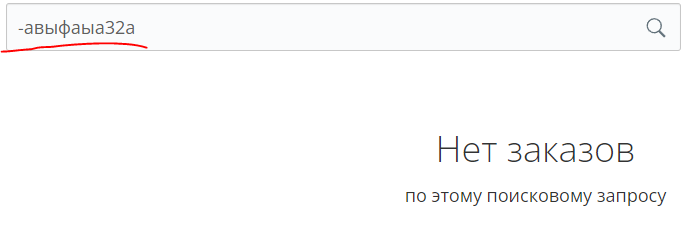 -авыфаыа32а
Нет заказов
по этому поисковому запросу